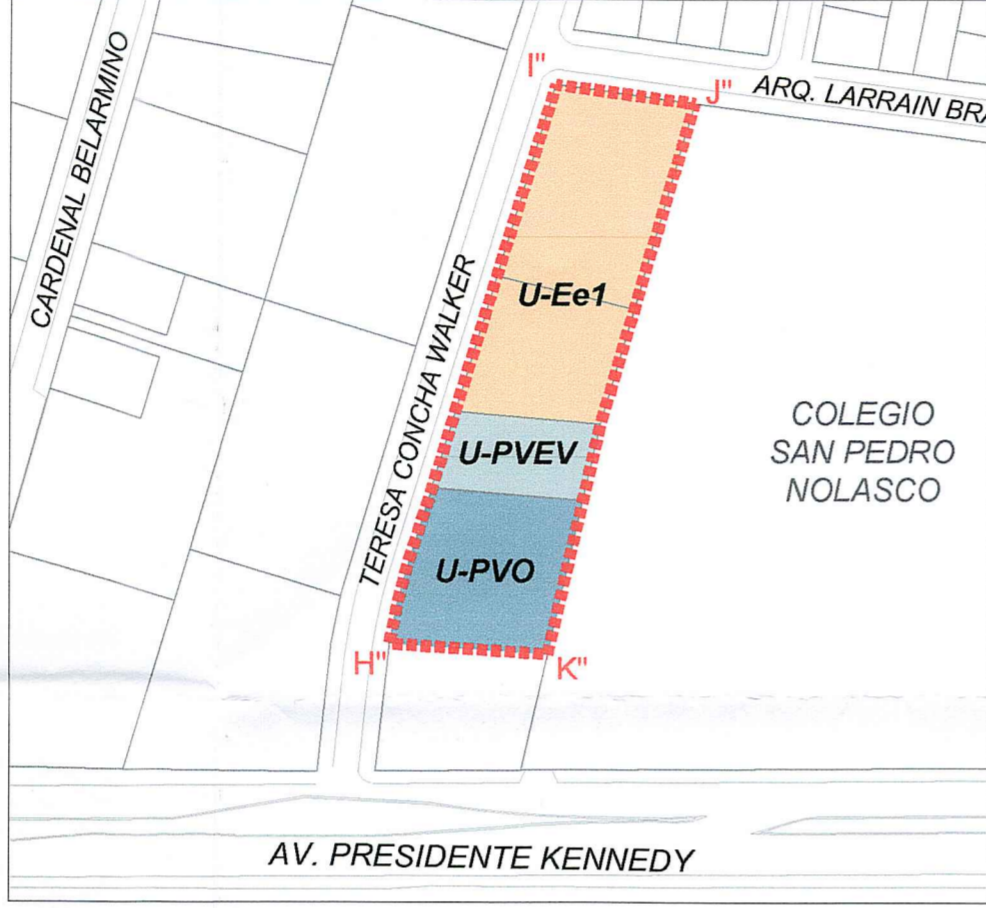 CARDENAL BELARMINO
I"
J"
ARQ. LARRAIN BRA
U-Ee1
TERESA CONCHA WALKER
U-PVEV
COLEGIO
SAN PEDRO
NOLASCO
U-PVO
H"
K"
AV. PRESIDENTE KENNEDY